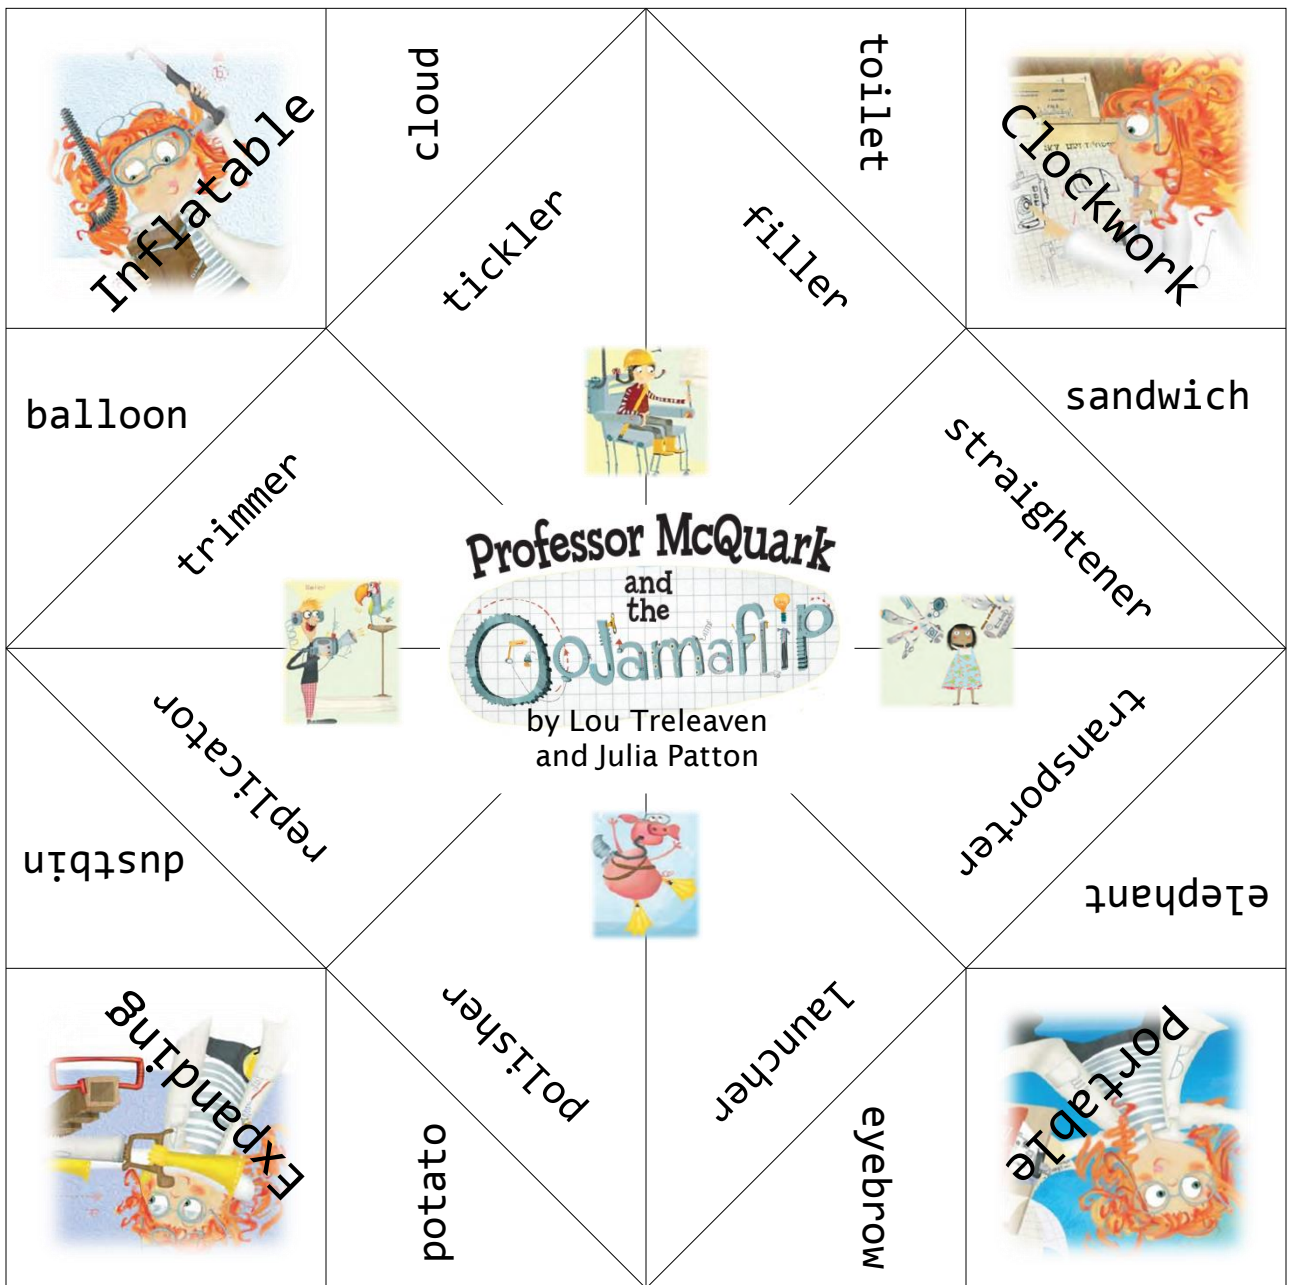 Inflatable
cloud
toilet
Clockwork
tickler
filler
balloon
sandwich
trimmer
straightener
Professor McQuark
and
the
Oojamaflip
by Lou Treleaven
and Julia Patton
replicator
transporter
dustbin
elephant
Expanding
polisher
launcher
Portable
potato
eyebrow